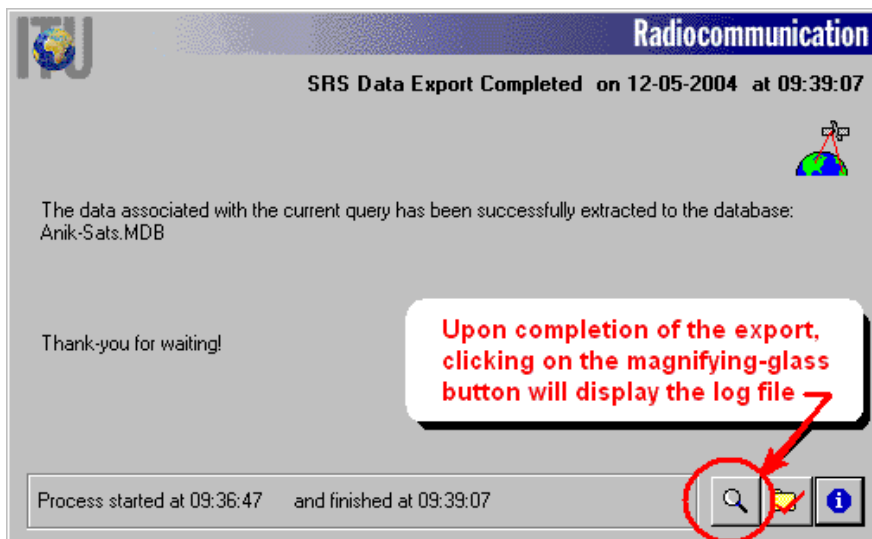 ITU
Radiocommunication
SRS Data Export Completed on 12-05-2004 at 09:39:07
The data associated with the current query has been successfully extracted to the database:
Anik-Sats.MDB
Thank-you for waiting!
Upon completion of the export,
clicking on the magnifying-glass
button will display the log file
Process started at 09:36:47 and finished at 09:39:07